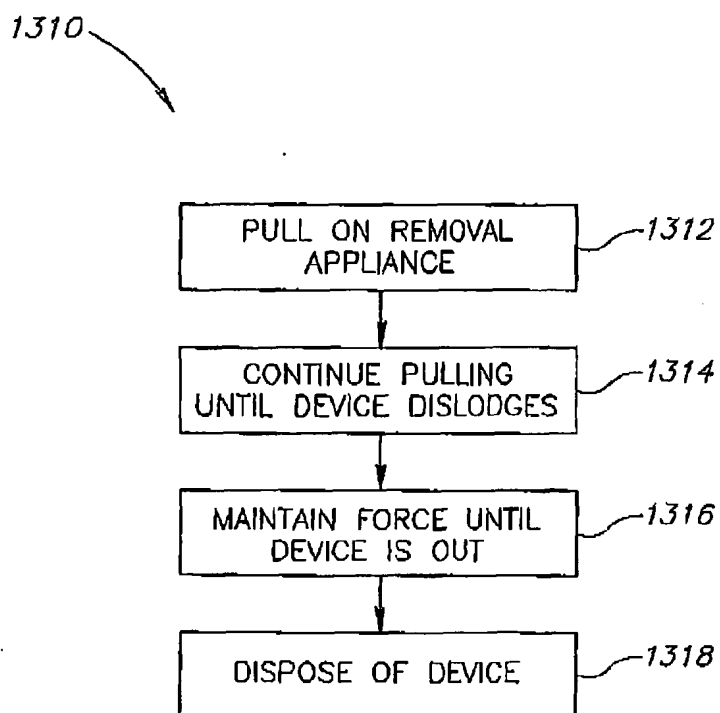 1310
PULL ON REMOVAL
APPLIANCE
1312
CONTINUE PULLING
UNTIL DEVICE DISLODGES
1314
MAINTAIN FORCE UNTIL
DEVICE IS OUT
1316
DISPOSE OF DEVICE
1318